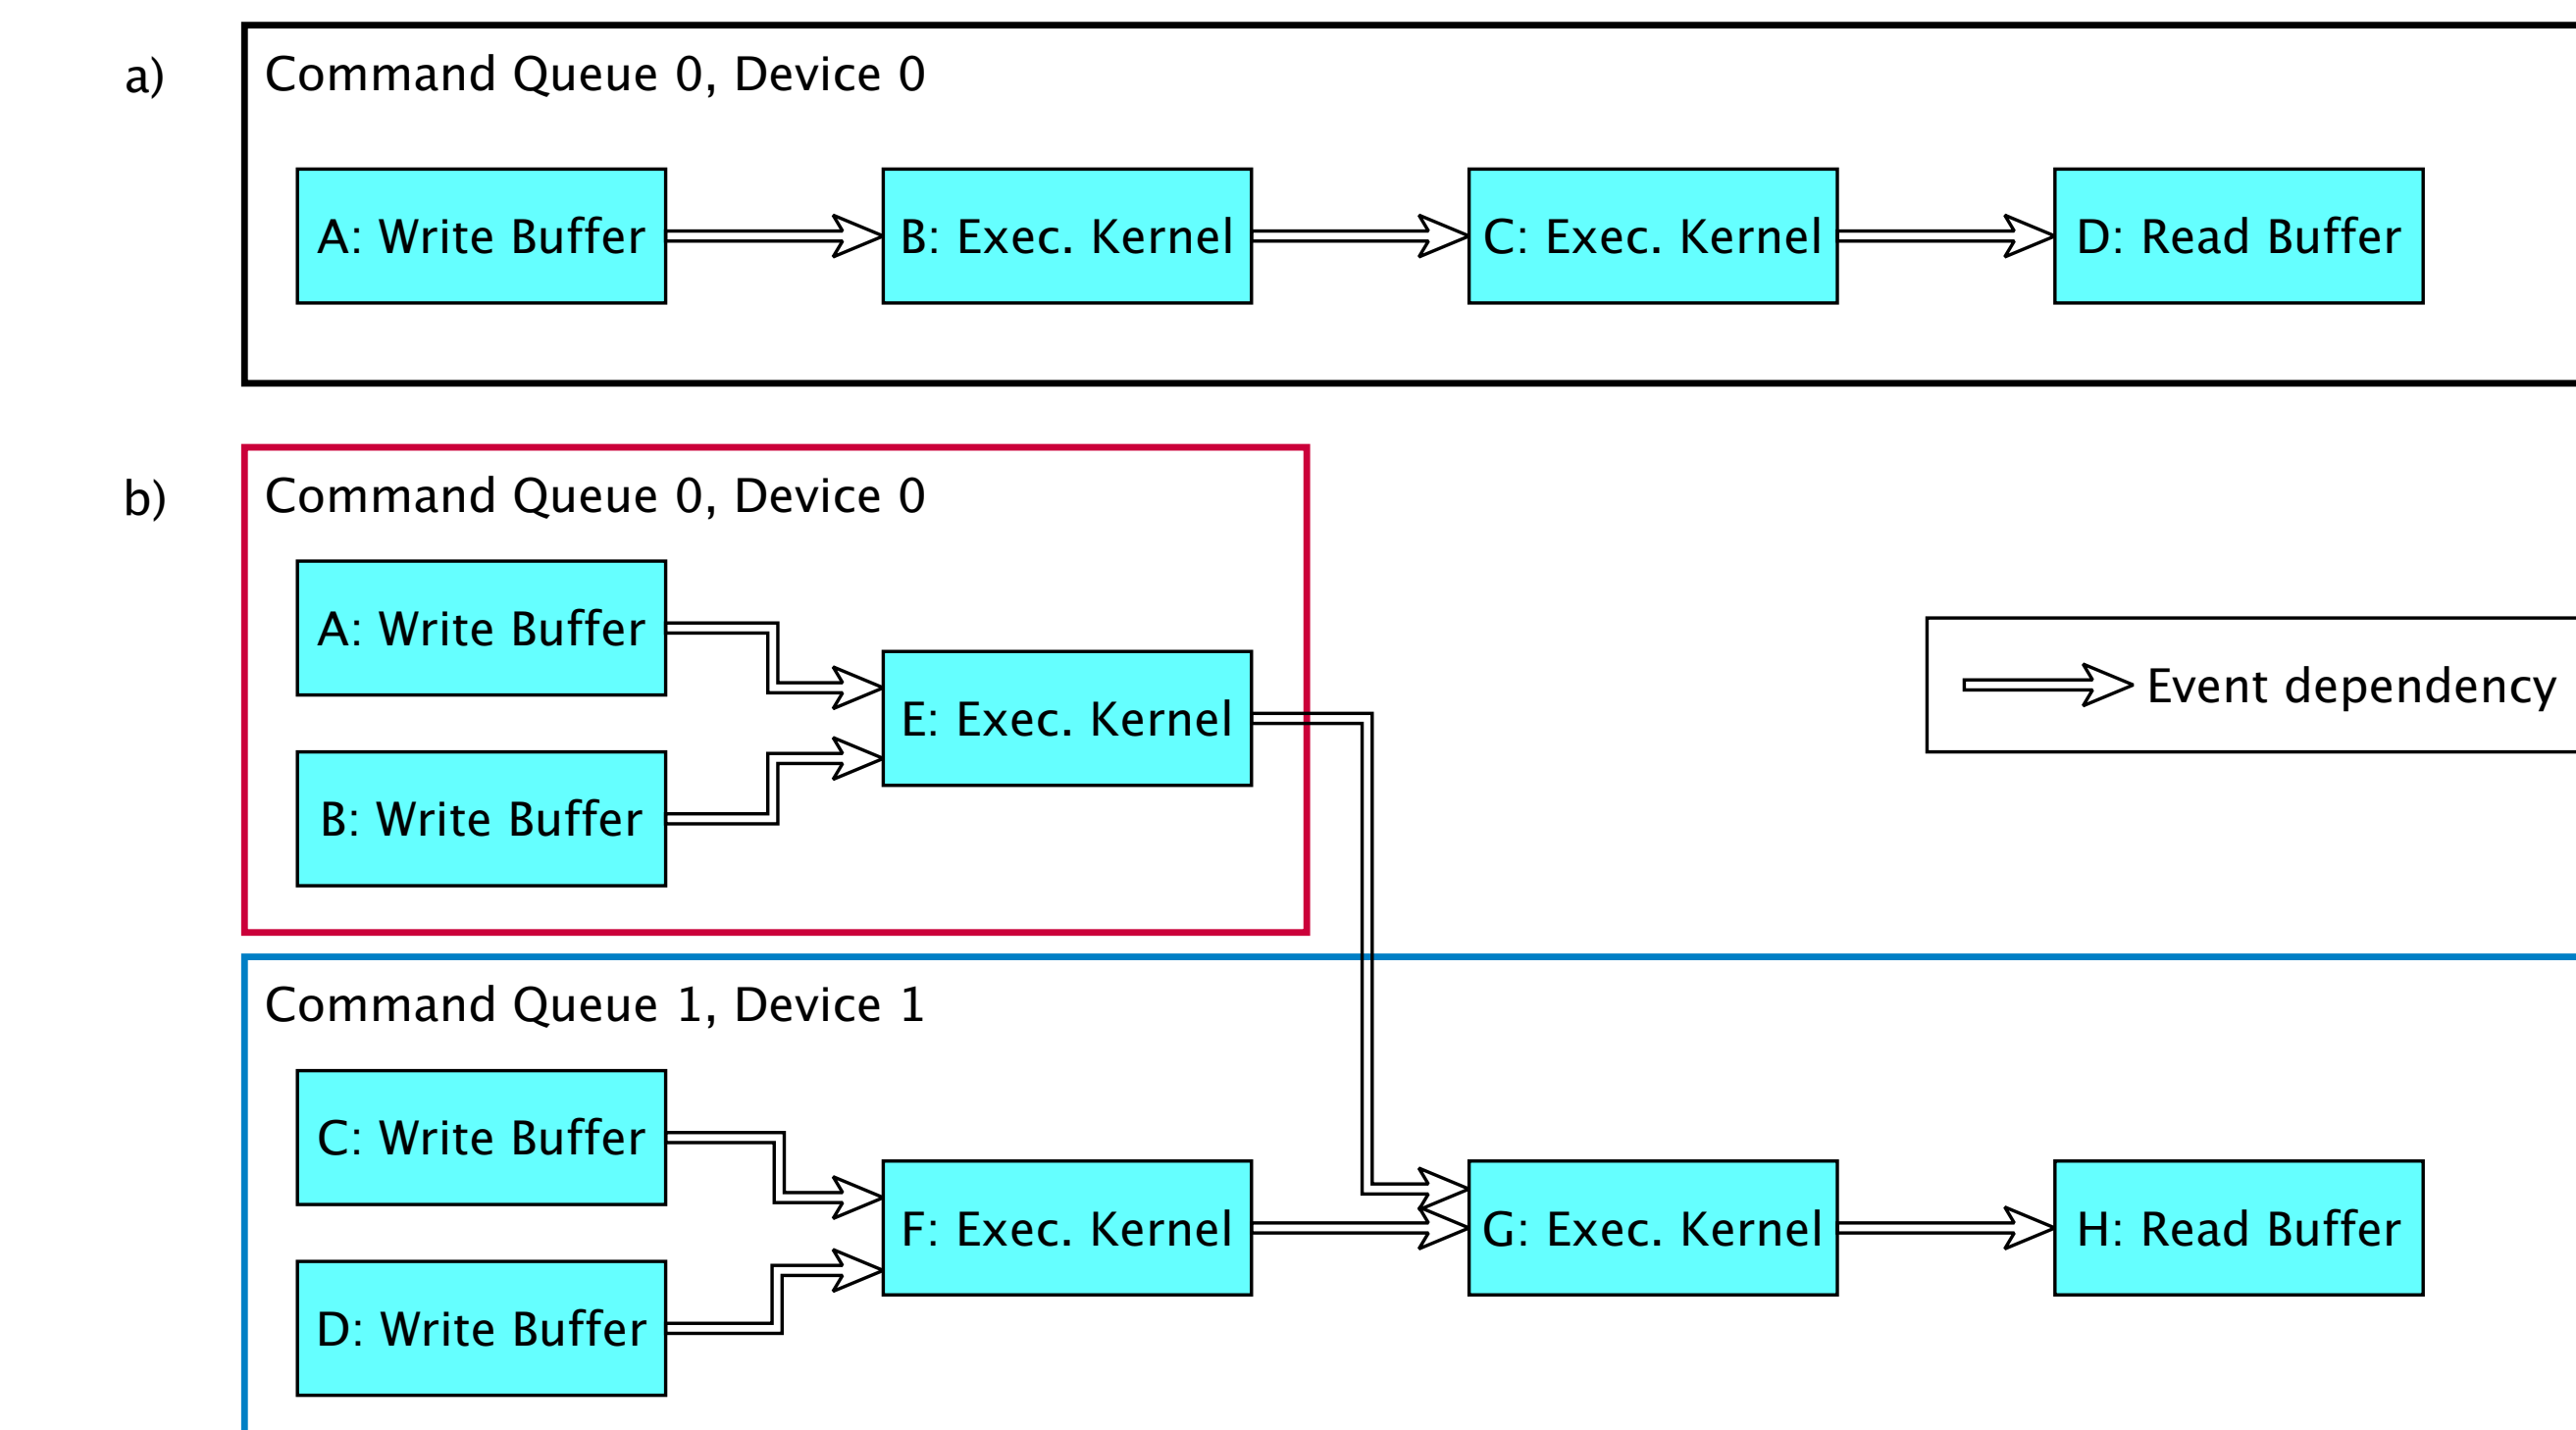 a)
Command Queue 0, Device 0
A: Write Buffer
B: Exec. Kernel
C: Exec. Kernel
D: Read Buffer
b)
Command Queue 0, Device 0
A: Write Buffer
B: Write Buffer
E: Exec. Kernel
Event dependency
Command Queue 1, Device 1
C: Write Buffer
D: Write Buffer
F: Exec. Kernel
G: Exec. Kernel
H: Read Buffer